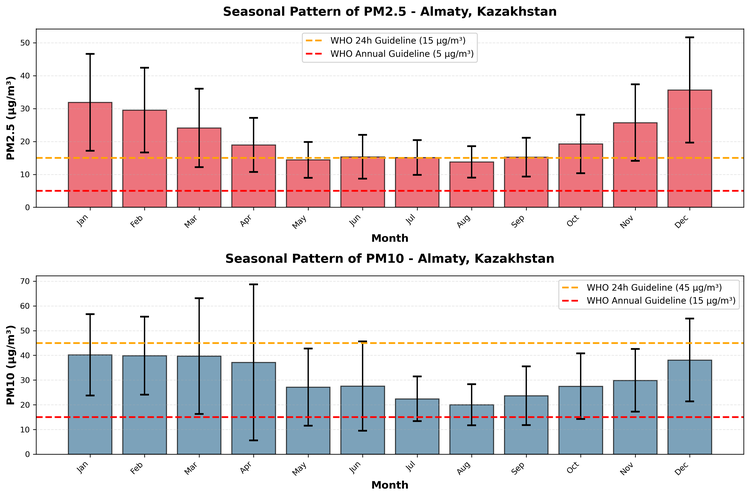 Seasonal Pattern of PM2.5 - Almaty, Kazakhstan
WHO 24h Guideline (15 μg/m³)
WHO Annual Guideline (5 μg/m³)
PM2.5 (μg/m³)
50
40
30
20
10
0
Jan
Feb
Mar
Apr
May
Jun
Jul
Aug
Sep
Oct
Nov
Dec
Month
Seasonal Pattern of PM10 - Almaty, Kazakhstan
WHO 24h Guideline (45 μg/m³)
WHO Annual Guideline (15 μg/m³)
PM10 (μg/m³)
70
60
50
40
30
20
10
0
Jan
Feb
Mar
Apr
May
Jun
Jul
Aug
Sep
Oct
Nov
Dec
Month